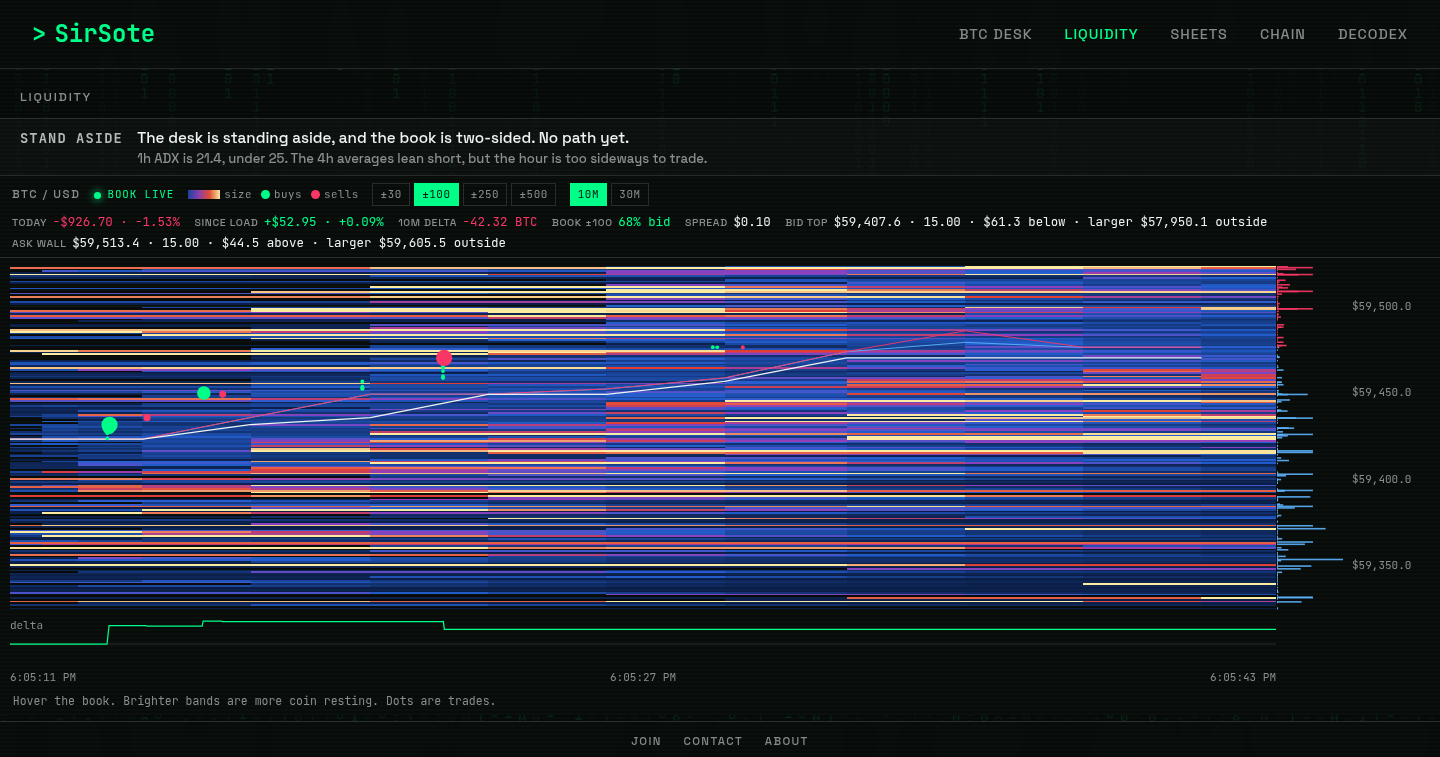 > SirSote
BTC DESK LIQUIDITY SHEETS CHAIN DECODEX
LIQUIDITY
STAND ASIDE The desk is standing aside, and the book is two-sided. No path yet.
1h ADX is 21.4, under 25. The 4h averages lean short, but the hour is too sideways to trade.
BTC / USD BOOK LIVE size buys sells ±30 ±100 ±250 ±500 10M 30M
TODAY -$926.70 · -1.53% SINCE LOAD +$52.95 · +0.09% 10M DELTA -42.32 BTC BOOK ±100 68% bid SPREAD $0.10 BID TOP $59,407.6 · 15.00 · $61.3 below · larger $57,950.1 outside
ASK WALL $59,513.4 · 15.00 · $44.5 above · larger $59,605.5 outside
$59,500.0
$59,450.0
$59,400.0
$59,350.0
delta
6:05:11 PM 6:05:27 PM 6:05:43 PM
Hover the book. Brighter bands are more coin resting. Dots are trades.
JOIN CONTACT ABOUT